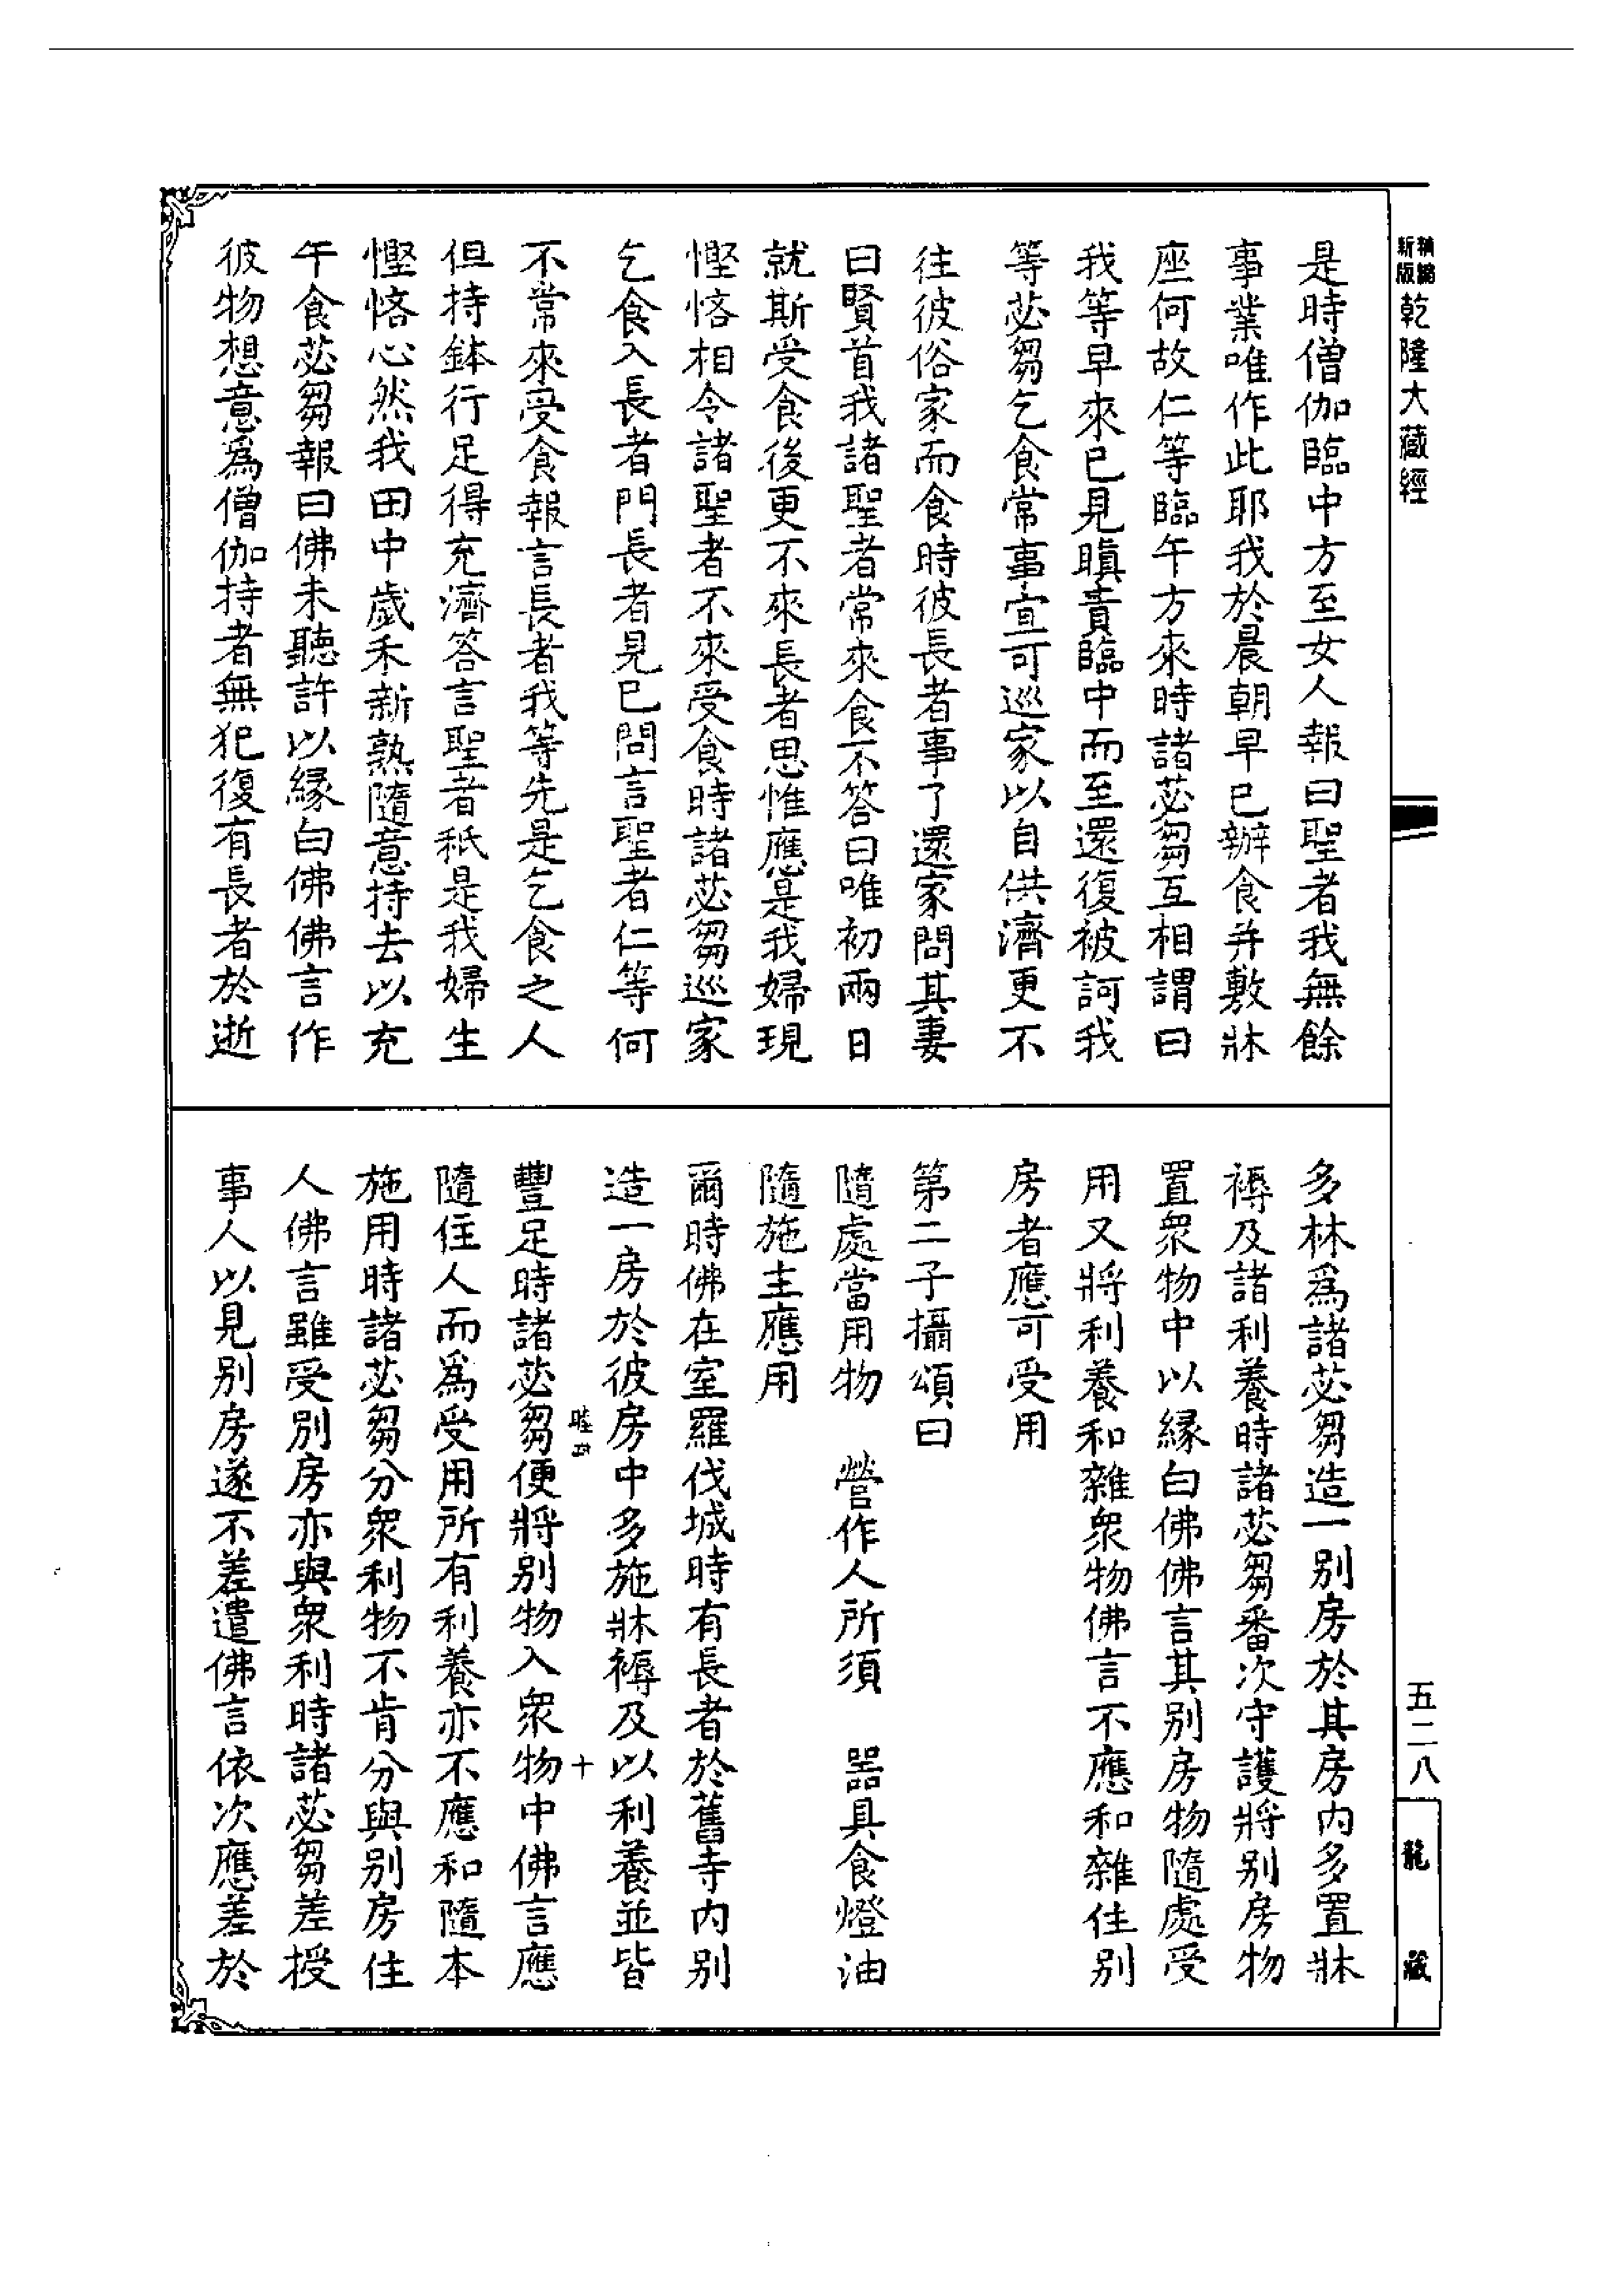 精縮新版乾隆大藏經
是時僧伽臨中方至女人報曰聖者我無餘
事業唯作此耶我於晨朝早已辦食并敷牀
座何故仁等臨午方來時諸苾芻互相謂曰
我等早來已見瞋責臨中而至還復被訶我
等苾芻乞食常事宜可巡家以自供濟更不
往彼俗家而食時彼長者事了還家問其妻
曰賢首我諸聖者常來食不答曰唯初兩日
就斯受食後更不來長者思惟應是我婦現
慳悋相令諸聖者不來受食時諸苾芻巡家
乞食入長者門長者見已問言聖者仁等何
不常來受食報言長者我等先是乞食之人
但持鉢行足得充濟答言聖者秖是我婦生
慳悋心然我田中歲禾新熟隨意持去以充
午食苾芻報曰佛未聽許以緣白佛佛言作
彼物想意為僧伽持者無犯復有長者於逝
多林為諸苾芻造一別房於其房內多置牀
褥及諸利養時諸苾芻番次守護將別房物
置眾物中以緣白佛佛言其別房物隨處受
用又將利養和雜眾物佛言不應和雜住別
房者應可受用
第二子攝頌曰
隨處當用物 營作人所須 器具食燈油
隨施主應用
爾時佛在室羅伐城時有長者於舊寺內別
造一房於彼房中多施牀褥及以利養並皆
豐足時諸苾芻便將別物入眾物中佛言應
隨住人而為受用所有利養亦不應和隨本
施用時諸苾芻分眾利物不肯分與別房住
人佛言雖受別房亦與眾利時諸苾芻差授
事人以見別房遂不差遣佛言依次應差於
十
五二八
龍藏